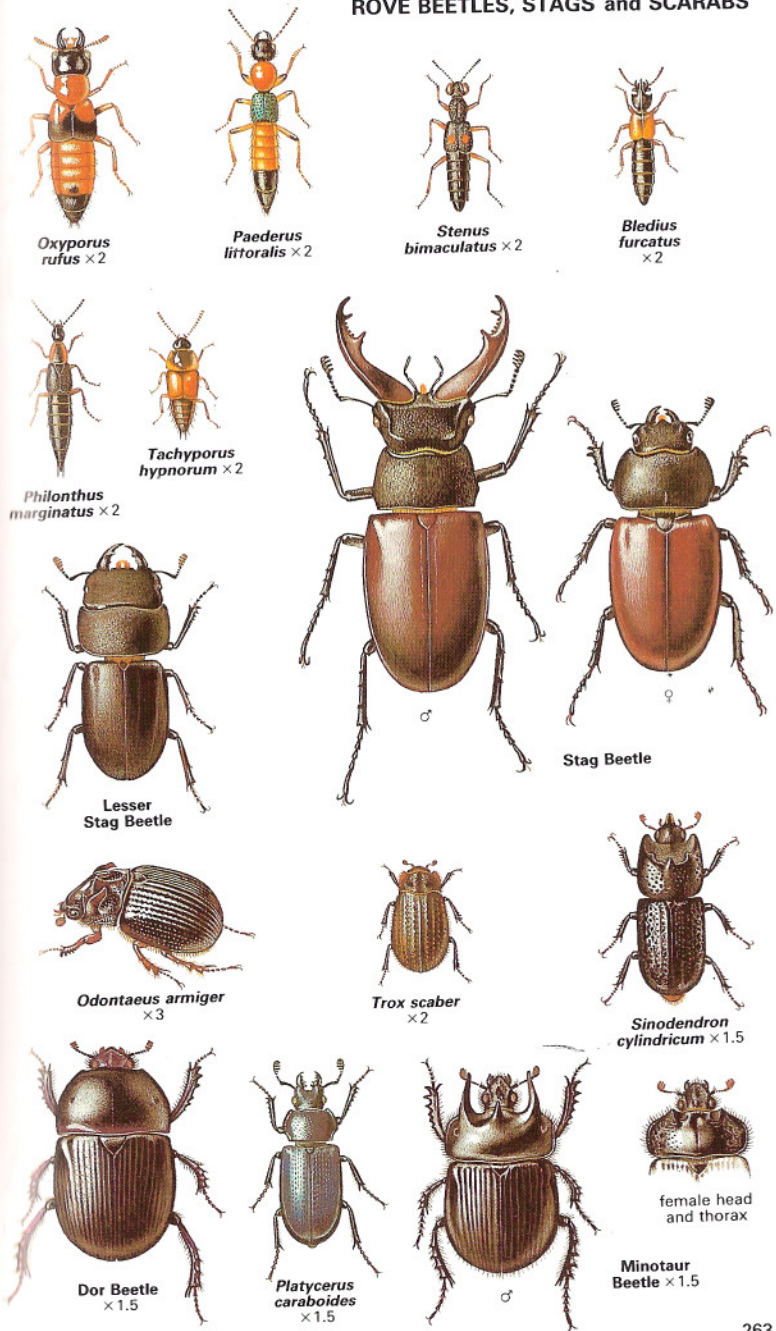 ROVE BEETLES, STAGS and SCARABS
Oxyporus
rufus ×2
Paederus
littoralis ×2
Stenus
bimaculatus ×2
Bledius
furcatus
×2
Philonthus
marginatus ×2
Tachyporus
hypnorum ×2
♂
♀
Stag Beetle
Lesser
Stag Beetle
Odontaeus armiger
×3
Trox scaber
×2
Sinodendron
cylindricum ×1.5
Dor Beetle
×1.5
Platycerus
caraboides
×1.5
♂
Minotaur
Beetle ×1.5
female head
and thorax
263